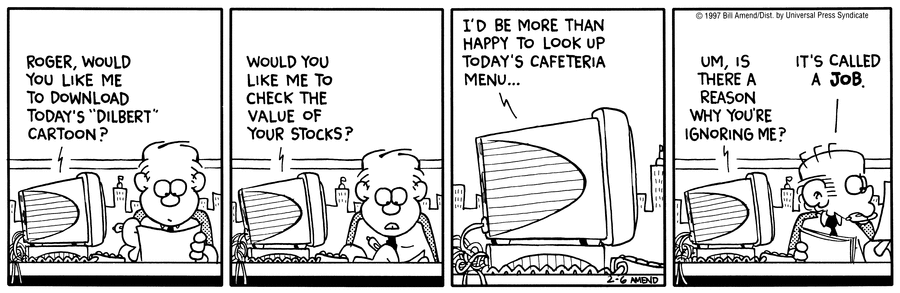 ROGER, WOULD
YOU LIKE ME
TO DOWNLOAD
TODAY'S "DILBERT"
CARTOON?
WOULD YOU
LIKE ME TO
CHECK THE
VALUE OF
YOUR STOCKS?
I'D BE MORE THAN
HAPPY TO LOOK UP
TODAY'S CAFETERIA
MENU...
2-6 AMEND
© 1997 Bill Amend/Dist. by Universal Press Syndicate
UM, IS
THERE A
REASON
WHY YOU'RE
IGNORING ME?
IT'S CALLED
A JOB.